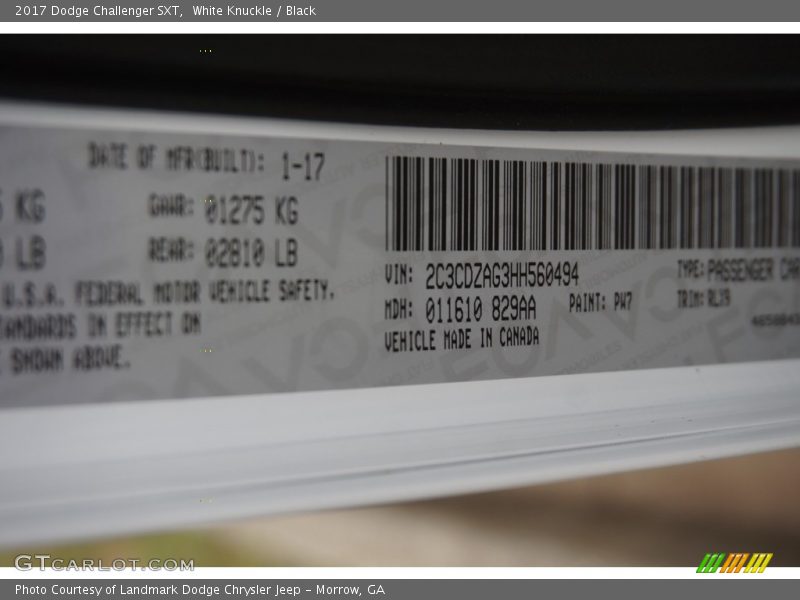 2017 Dodge Challenger SXT,  White Knuckle / Black
DATE OF MFR(BUILT): 1-17
KG GAWR: 01275 KG
LB REAR: 02810 LB
U.S.A. FEDERAL MOTOR VEHICLE SAFETY.
IN EFFECT ON
SHOWN ABOVE.
VIN: 2C3CDZAG3HH560494 TYPE: PASSENGER CAR
MDH: 011610 829AA PAINT: PW7 TRIM: RLX9
VEHICLE MADE IN CANADA
GTCARLOT.COM
Photo Courtesy of Landmark Dodge Chrysler Jeep – Morrow, GA